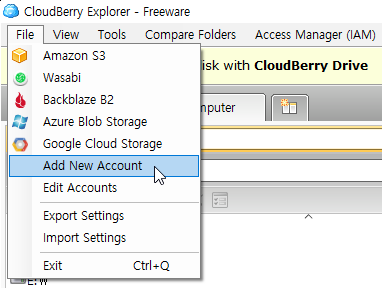 CloudBerry Explorer - Freeware
File View Tools Compare Folders Access Manager (IAM)
Amazon S3
isk with CloudBerry Drive
Wasabi
Backblaze B2
omputer
Azure Blob Storage
Google Cloud Storage
Add New Account
Edit Accounts
Export Settings
Import Settings
Exit Ctrl+Q